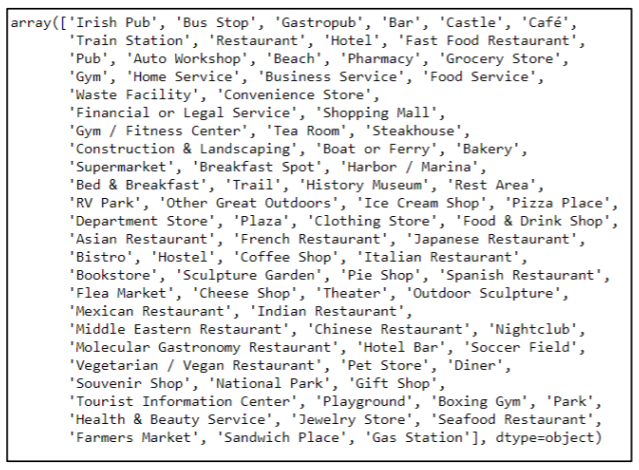 array(['Irish Pub', 'Bus Stop', 'Gastropub', 'Bar', 'Castle', 'Café',
'Train Station', 'Restaurant', 'Hotel', 'Fast Food Restaurant',
'Pub', 'Auto Workshop', 'Beach', 'Pharmacy', 'Grocery Store',
'Gym', 'Home Service', 'Business Service', 'Food Service',
'Waste Facility', 'Convenience Store',
'Financial or Legal Service', 'Shopping Mall',
'Gym / Fitness Center', 'Tea Room', 'Steakhouse',
'Construction & Landscaping', 'Boat or Ferry', 'Bakery',
'Supermarket', 'Breakfast Spot', 'Harbor / Marina',
'Bed & Breakfast', 'Trail', 'History Museum', 'Rest Area',
'RV Park', 'Other Great Outdoors', 'Ice Cream Shop', 'Pizza Place',
'Department Store', 'Plaza', 'Clothing Store', 'Food & Drink Shop',
'Asian Restaurant', 'French Restaurant', 'Japanese Restaurant',
'Bistro', 'Hostel', 'Coffee Shop', 'Italian Restaurant',
'Bookstore', 'Sculpture Garden', 'Pie Shop', 'Spanish Restaurant',
'Flea Market', 'Cheese Shop', 'Theater', 'Outdoor Sculpture',
'Mexican Restaurant', 'Indian Restaurant',
'Middle Eastern Restaurant', 'Chinese Restaurant', 'Nightclub',
'Molecular Gastronomy Restaurant', 'Hotel Bar', 'Soccer Field',
'Vegetarian / Vegan Restaurant', 'Pet Store', 'Diner',
'Souvenir Shop', 'National Park', 'Gift Shop',
'Tourist Information Center', 'Playground', 'Boxing Gym', 'Park',
'Health & Beauty Service', 'Jewelry Store', 'Seafood Restaurant',
'Farmers Market', 'Sandwich Place', 'Gas Station'], dtype=object)